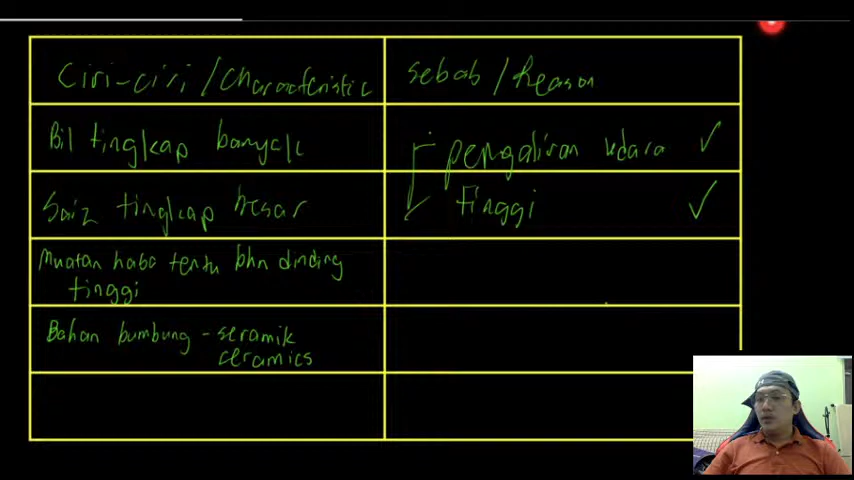 Ciri-ciri/Characteristic
Sebab/Reason
Bil tingkap banyak
pengaliran udara ✓
Saiz tingkap besar
tinggi ✓
Muatan haba tentu bhn dinding
tinggi
Bahan bumbung - seramik
ceramics